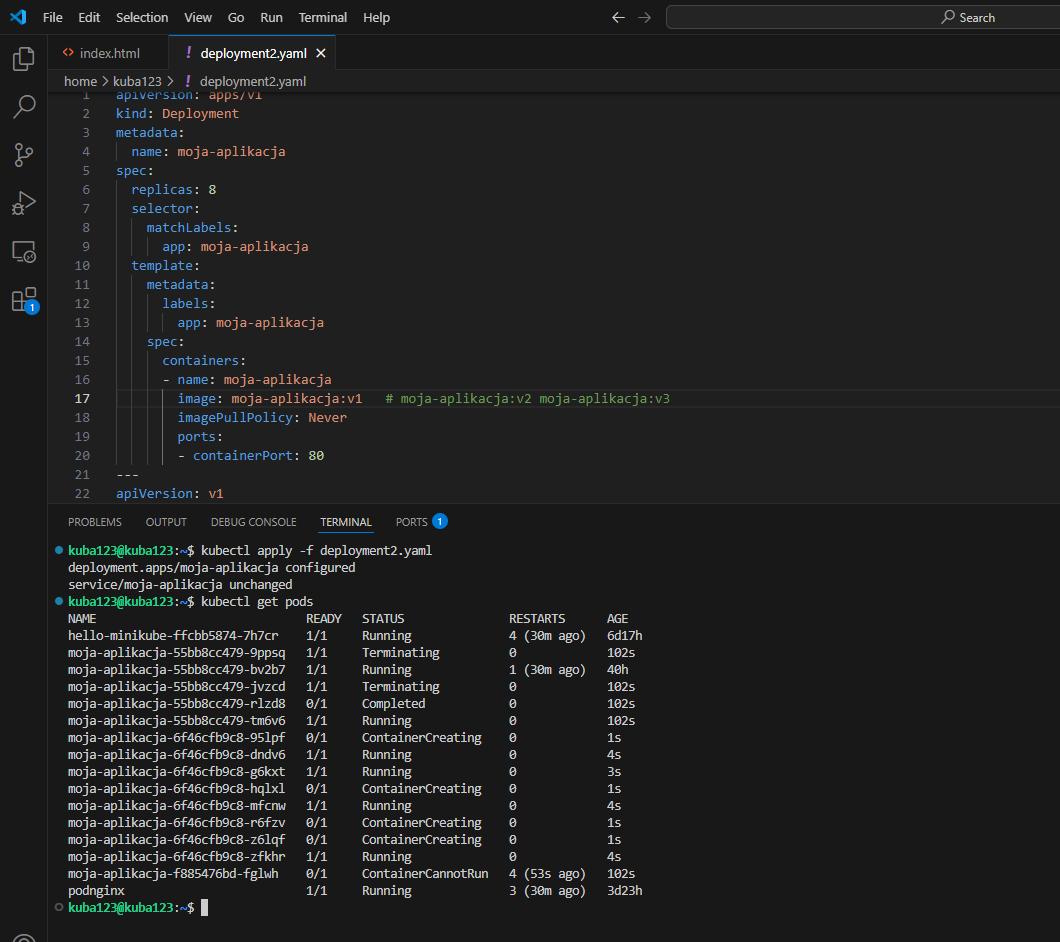 File Edit Selection View Go Run Terminal Help Search
index.html deployment2.yaml
home > kuba123 > ! deployment2.yaml
1 apiVersion: apps/v1
2 kind: Deployment
3 metadata:
4 name: moja-aplikacja
5 spec:
6 replicas: 8
7 selector:
8 matchLabels:
9 app: moja-aplikacja
10 template:
11 metadata:
12 labels:
13 app: moja-aplikacja
14 spec:
15 containers:
16 - name: moja-aplikacja
17 image: moja-aplikacja:v1 # moja-aplikacja:v2 moja-aplikacja:v3
18 imagePullPolicy: Never
19 ports:
20 - containerPort: 80
21 ---
22 apiVersion: v1
1
PROBLEMS OUTPUT DEBUG CONSOLE TERMINAL PORTS 1
kuba123@kuba123:~$ kubectl apply -f deployment2.yaml
deployment.apps/moja-aplikacja configured
service/moja-aplikacja unchanged
kuba123@kuba123:~$ kubectl get pods
NAME READY STATUS RESTARTS AGE
hello-minikube-ffcbb5874-7h7cr 1/1 Running 4 (30m ago) 6d17h
moja-aplikacja-55bb8cc479-9ppsq 1/1 Terminating 0 102s
moja-aplikacja-55bb8cc479-bv2b7 1/1 Running 1 (30m ago) 40h
moja-aplikacja-55bb8cc479-jvzcd 1/1 Terminating 0 102s
moja-aplikacja-55bb8cc479-rlzd8 0/1 Completed 0 102s
moja-aplikacja-55bb8cc479-tm6v6 1/1 Running 0 102s
moja-aplikacja-6f46cfb9c8-95lpf 0/1 ContainerCreating 0 1s
moja-aplikacja-6f46cfb9c8-dndv6 1/1 Running 0 4s
moja-aplikacja-6f46cfb9c8-g6kxt 1/1 Running 0 3s
moja-aplikacja-6f46cfb9c8-hqlxl 0/1 ContainerCreating 0 1s
moja-aplikacja-6f46cfb9c8-mfcnw 1/1 Running 0 4s
moja-aplikacja-6f46cfb9c8-r6fzv 0/1 ContainerCreating 0 1s
moja-aplikacja-6f46cfb9c8-z6lqf 0/1 ContainerCreating 0 1s
moja-aplikacja-6f46cfb9c8-zfkhr 1/1 Running 0 4s
moja-aplikacja-f885476bd-fglwh 0/1 ContainerCannotRun 4 (53s ago) 102s
podnginx 1/1 Running 3 (30m ago) 3d23h
kuba123@kuba123:~$